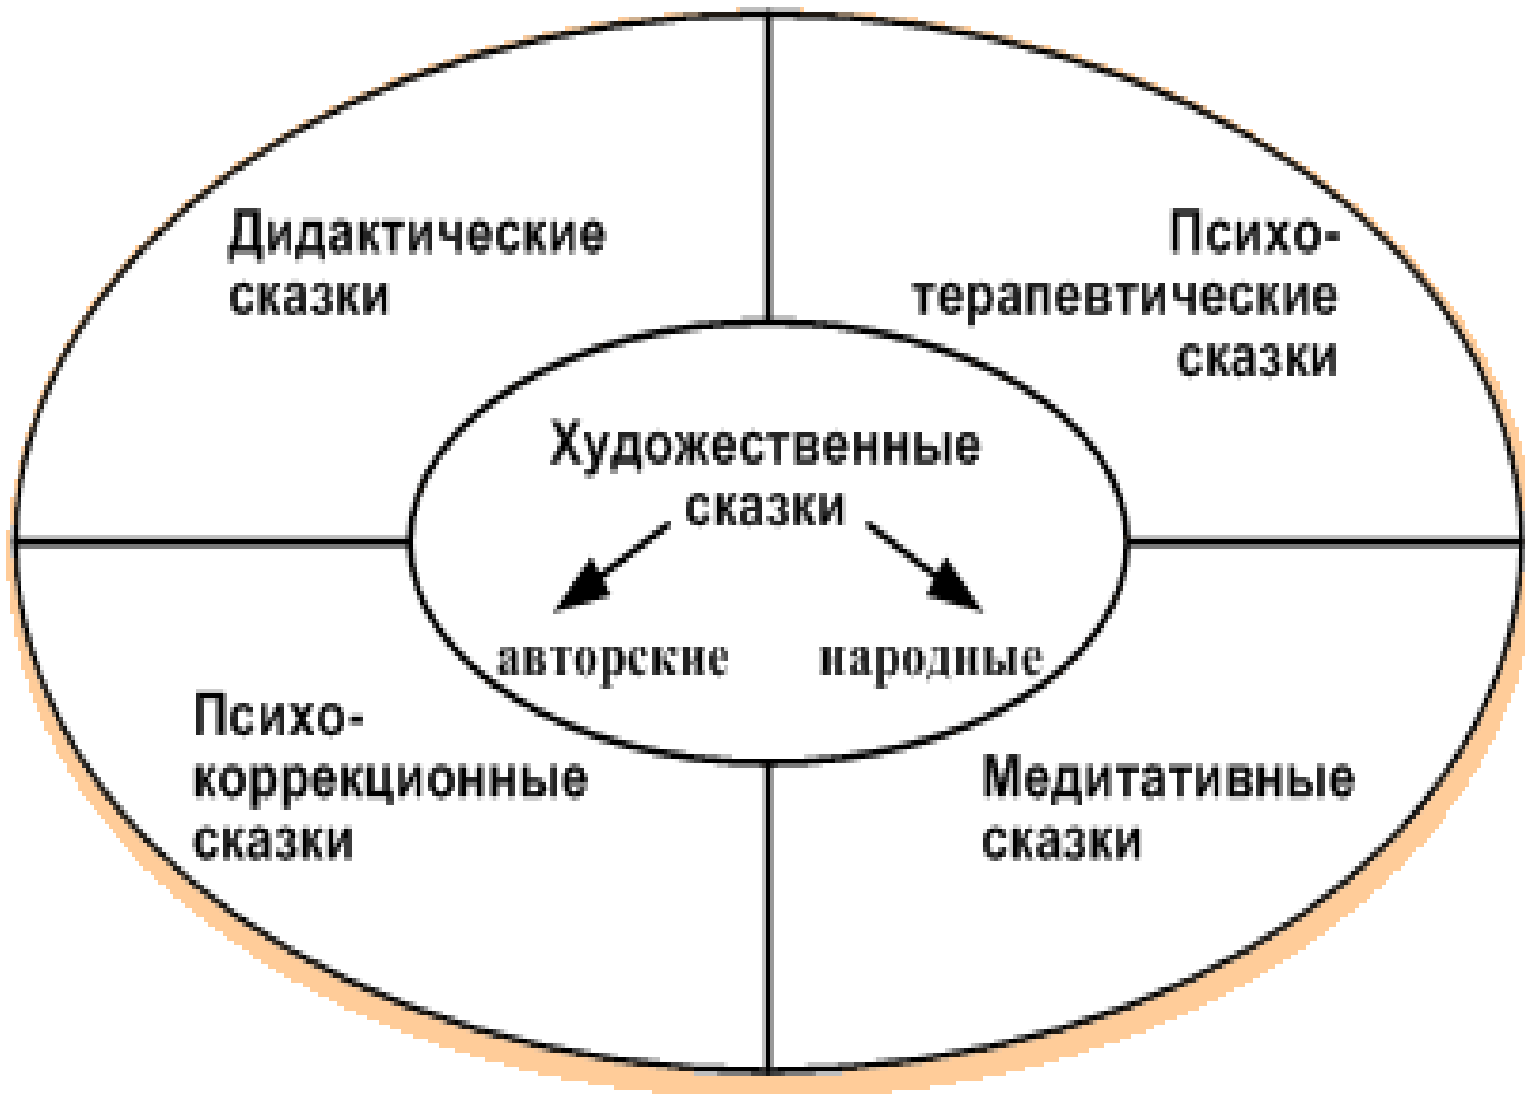 Дидактические
сказки
Психо-
терапевтические
сказки
Художественные
сказки
авторские
народные
Психо-
коррекционные
сказки
Медитативные
сказки